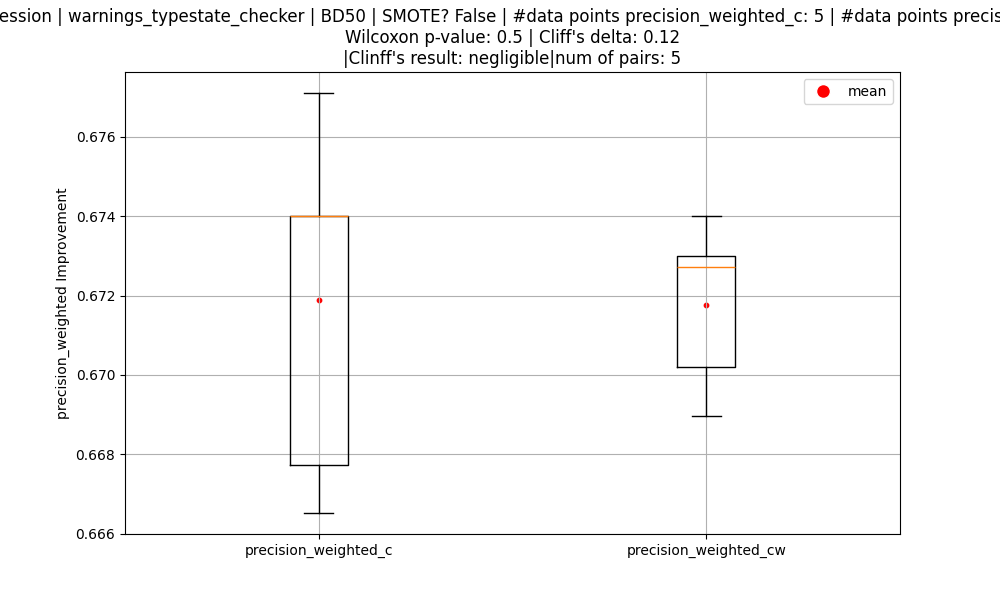 ession | warnings_typestate_checker | BD50 | SMOTE? False | #data points precision_weighted_c: 5 | #data points precis
Wilcoxon p-value: 0.5 | Cliff's delta: 0.12
|Clinff's result: negligible|num of pairs: 5
mean
0.676
0.674
0.672
0.670
0.668
0.666
precision_weighted Improvement
precision_weighted_c
precision_weighted_cw